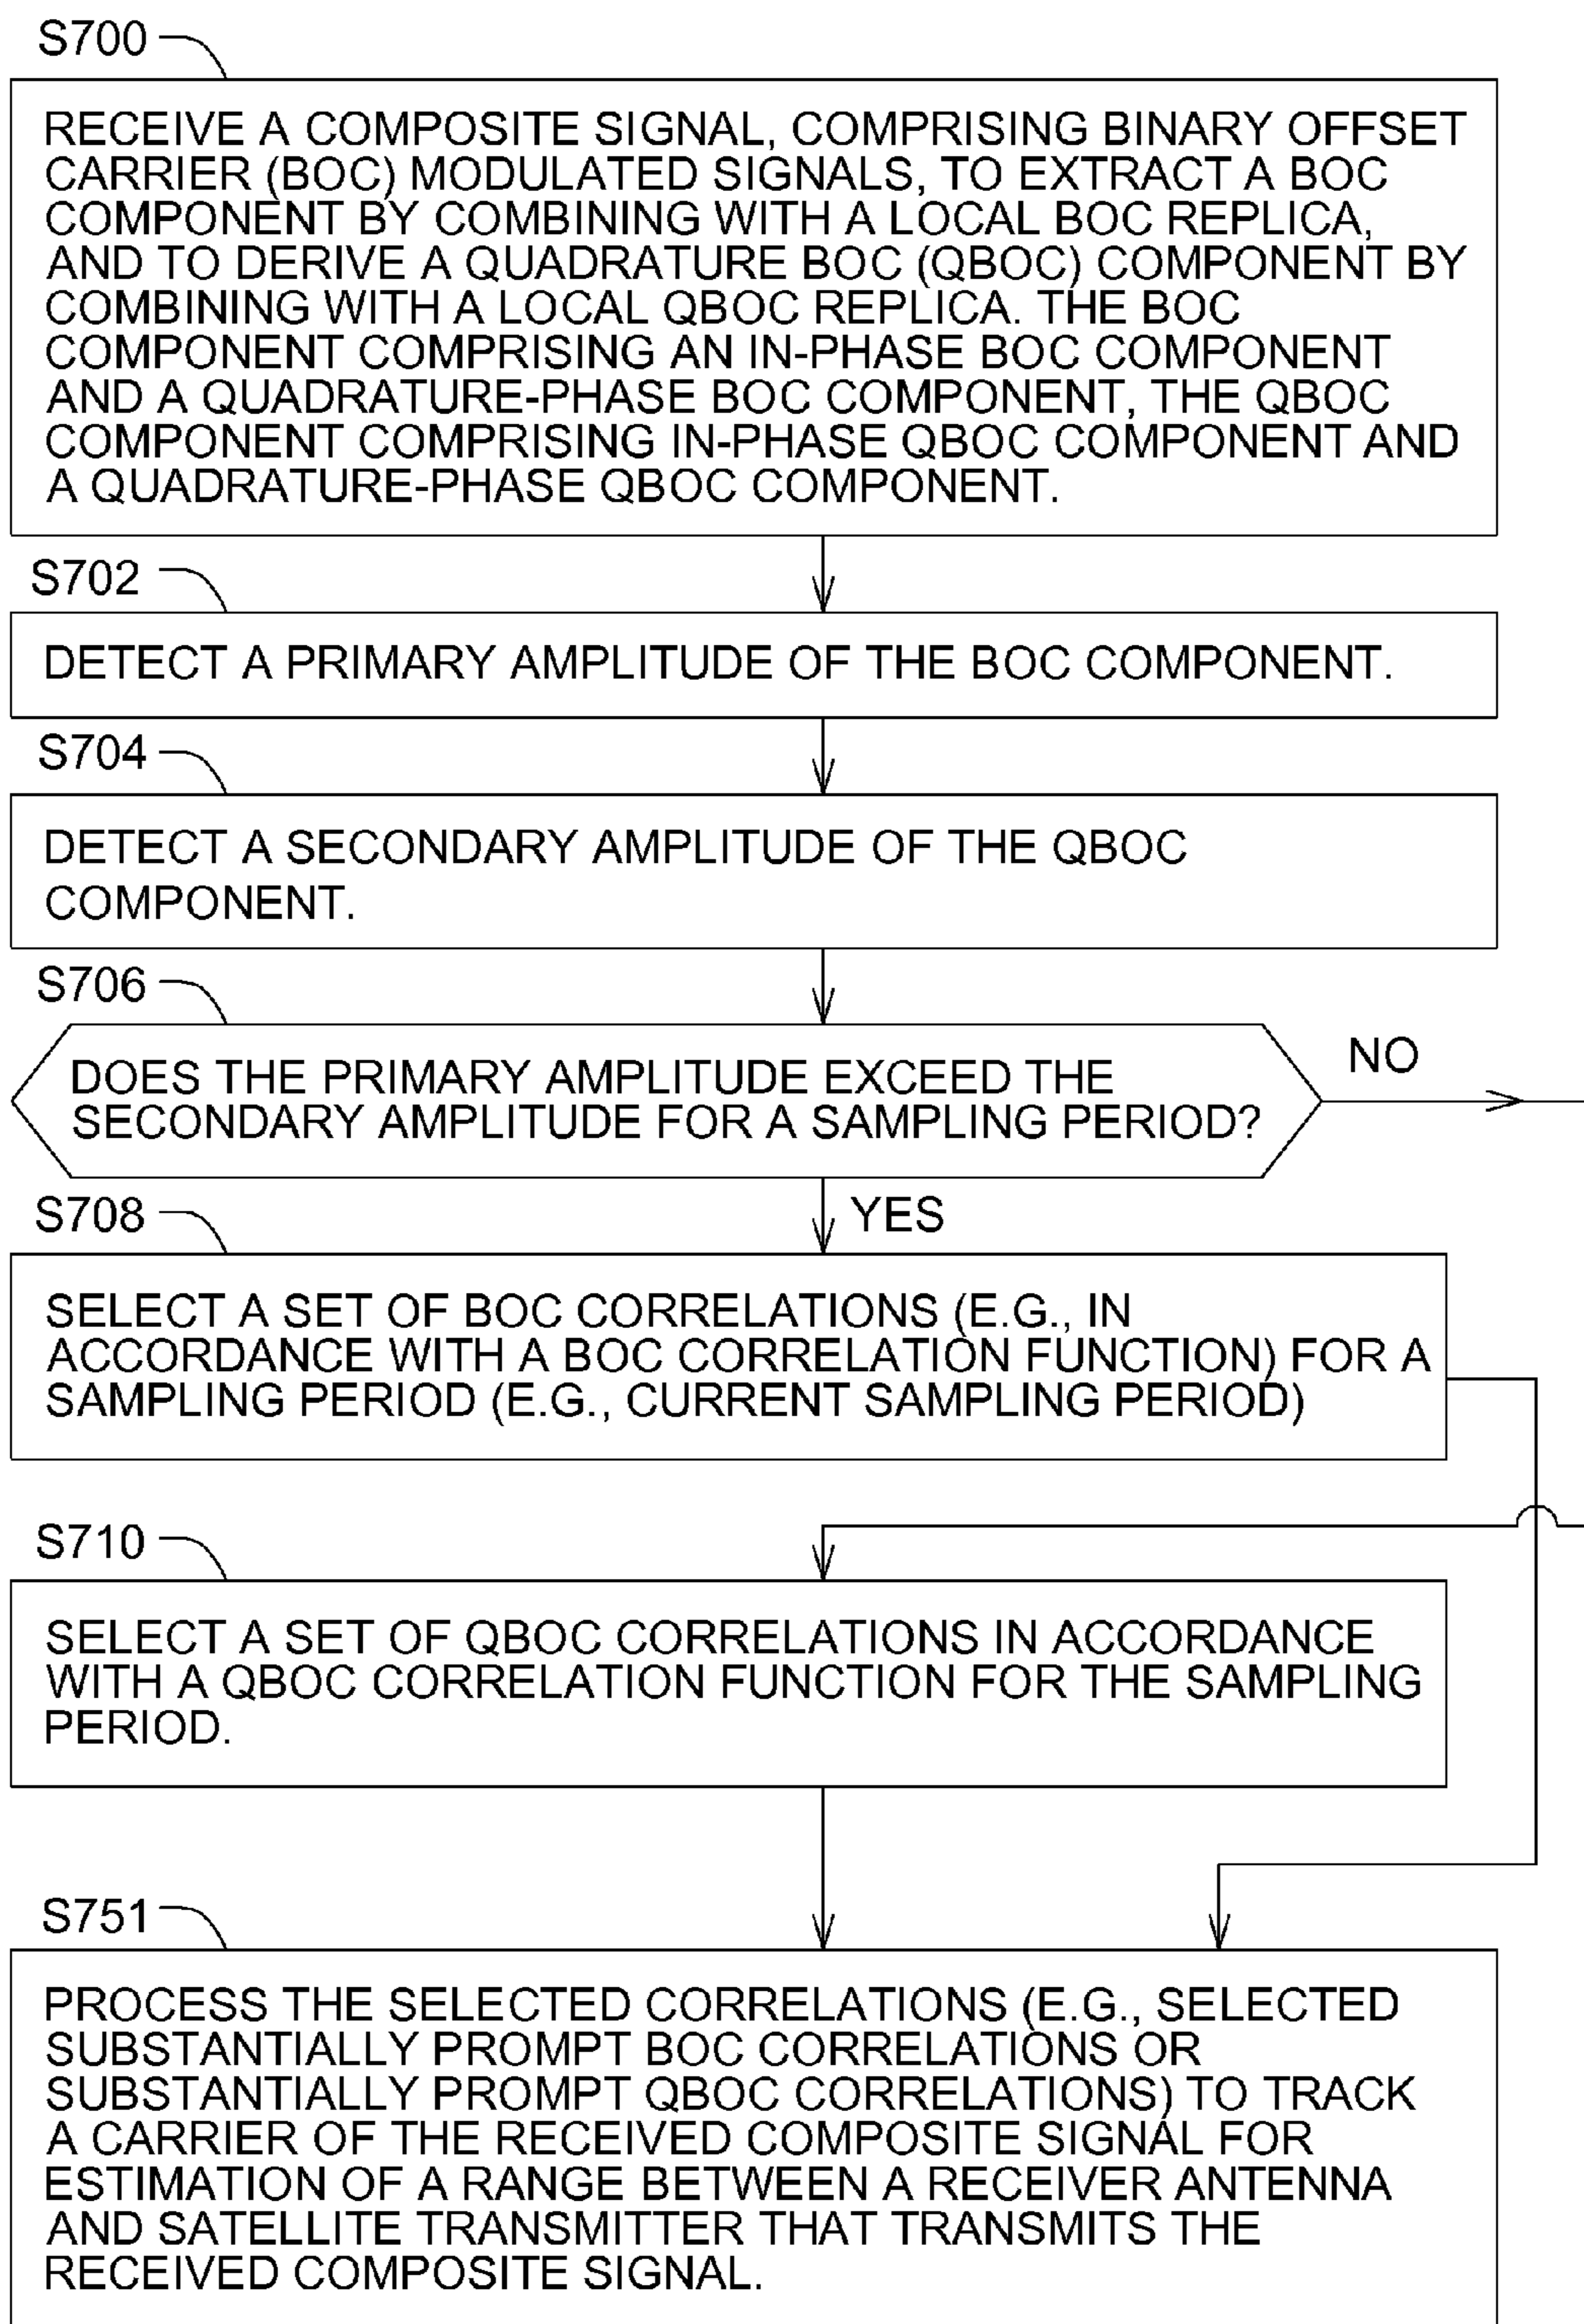 S700
RECEIVE A COMPOSITE SIGNAL, COMPRISING BINARY OFFSET
CARRIER (BOC) MODULATED SIGNALS, TO EXTRACT A BOC
COMPONENT BY COMBINING WITH A LOCAL BOC REPLICA,
AND TO DERIVE A QUADRATURE BOC (QBOC) COMPONENT BY
COMBINING WITH A LOCAL QBOC REPLICA. THE BOC
COMPONENT COMPRISING AN IN-PHASE BOC COMPONENT
AND A QUADRATURE-PHASE BOC COMPONENT, THE QBOC
COMPONENT COMPRISING IN-PHASE QBOC COMPONENT AND
A QUADRATURE-PHASE QBOC COMPONENT.
S702
DETECT A PRIMARY AMPLITUDE OF THE BOC COMPONENT.
S704
DETECT A SECONDARY AMPLITUDE OF THE QBOC
COMPONENT.
S706
DOES THE PRIMARY AMPLITUDE EXCEED THE
SECONDARY AMPLITUDE FOR A SAMPLING PERIOD?
NO
YES
S708
SELECT A SET OF BOC CORRELATIONS (E.G., IN
ACCORDANCE WITH A BOC CORRELATION FUNCTION) FOR A
SAMPLING PERIOD (E.G., CURRENT SAMPLING PERIOD)
S710
SELECT A SET OF QBOC CORRELATIONS IN ACCORDANCE
WITH A QBOC CORRELATION FUNCTION FOR THE SAMPLING
PERIOD.
S751
PROCESS THE SELECTED CORRELATIONS (E.G., SELECTED
SUBSTANTIALLY PROMPT BOC CORRELATIONS OR
SUBSTANTIALLY PROMPT QBOC CORRELATIONS) TO TRACK
A CARRIER OF THE RECEIVED COMPOSITE SIGNAL FOR
ESTIMATION OF A RANGE BETWEEN A RECEIVER ANTENNA
AND SATELLITE TRANSMITTER THAT TRANSMITS THE
RECEIVED COMPOSITE SIGNAL.